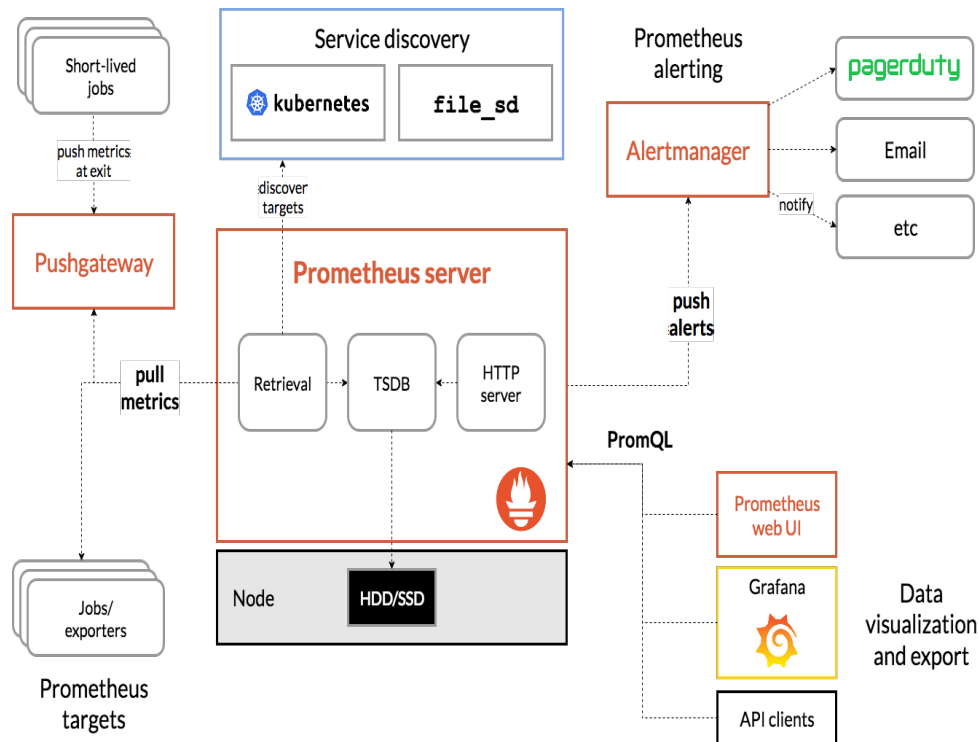 Short-lived
jobs
push metrics
at exit
Pushgateway
Service discovery
kubernetes
file_sd
discover
targets
Prometheus
alerting
Alertmanager
pagerduty
Email
notify
etc
Prometheus server
Retrieval
TSDB
HTTP
server
pull
metrics
push
alerts
PromQL
Node
HDD/SSD
Jobs/
exporters
Prometheus
targets
Prometheus
web UI
Grafana
API clients
Data
visualization
and export